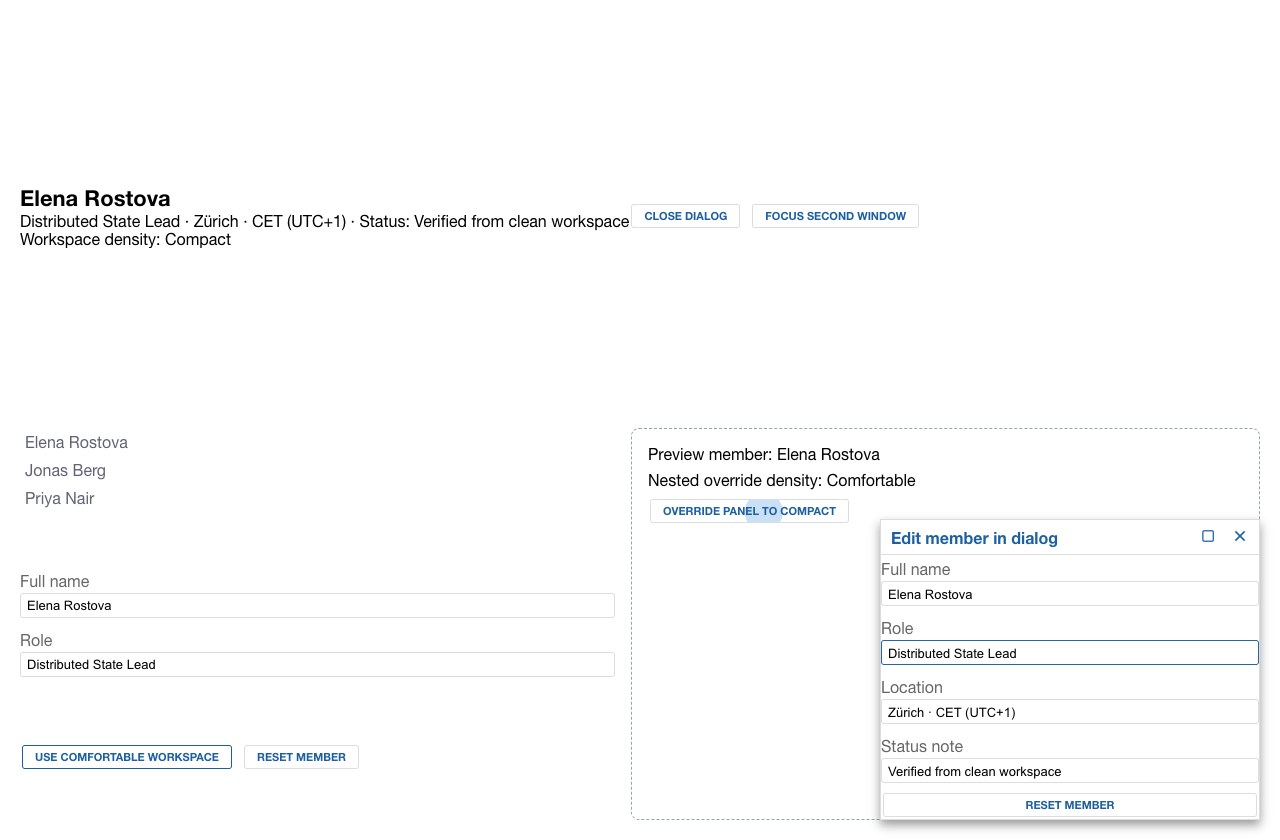 Elena Rostova
Distributed State Lead · Zürich · CET (UTC+1) · Status: Verified from clean workspace
Workspace density: Compact
CLOSE DIALOG
FOCUS SECOND WINDOW
Elena Rostova
Jonas Berg
Priya Nair
Full name
Elena Rostova
Role
Distributed State Lead
USE COMFORTABLE WORKSPACE
RESET MEMBER
Preview member: Elena Rostova
Nested override density: Comfortable
OVERRIDE PANEL TO COMPACT
Edit member in dialog
Full name
Elena Rostova
Role
Distributed State Lead
Location
Zürich · CET (UTC+1)
Status note
Verified from clean workspace
RESET MEMBER